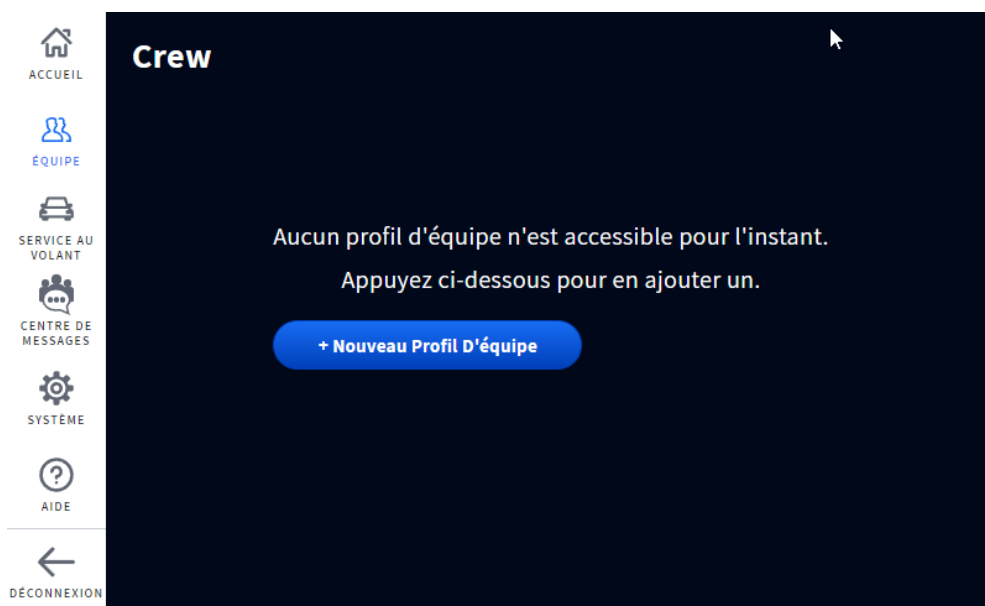 ACCUEIL
ÉQUIPE
SERVICE AU
VOLANT
CENTRE DE
MESSAGES
SYSTÈME
AIDE
DÉCONNEXION
Crew
Aucun profil d'équipe n'est accessible pour l'instant.
Appuyez ci-dessous pour en ajouter un.
+ Nouveau Profil D'équipe